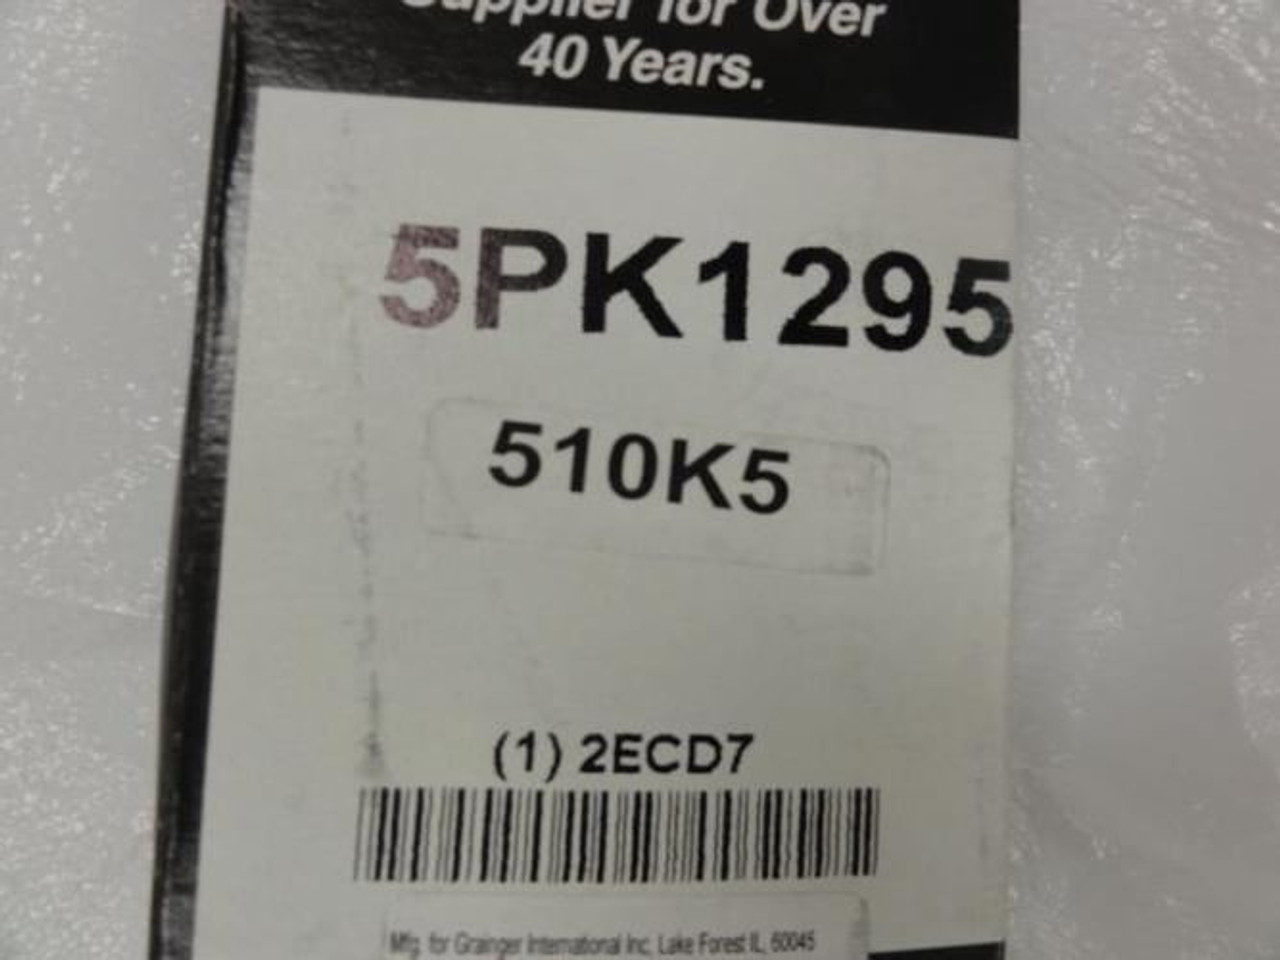 Supplier for Over
40 Years.
5PK1295
510K5
(1) 2ECD7
Mfg. for Grainger International Inc, Lake Forest IL, 60045